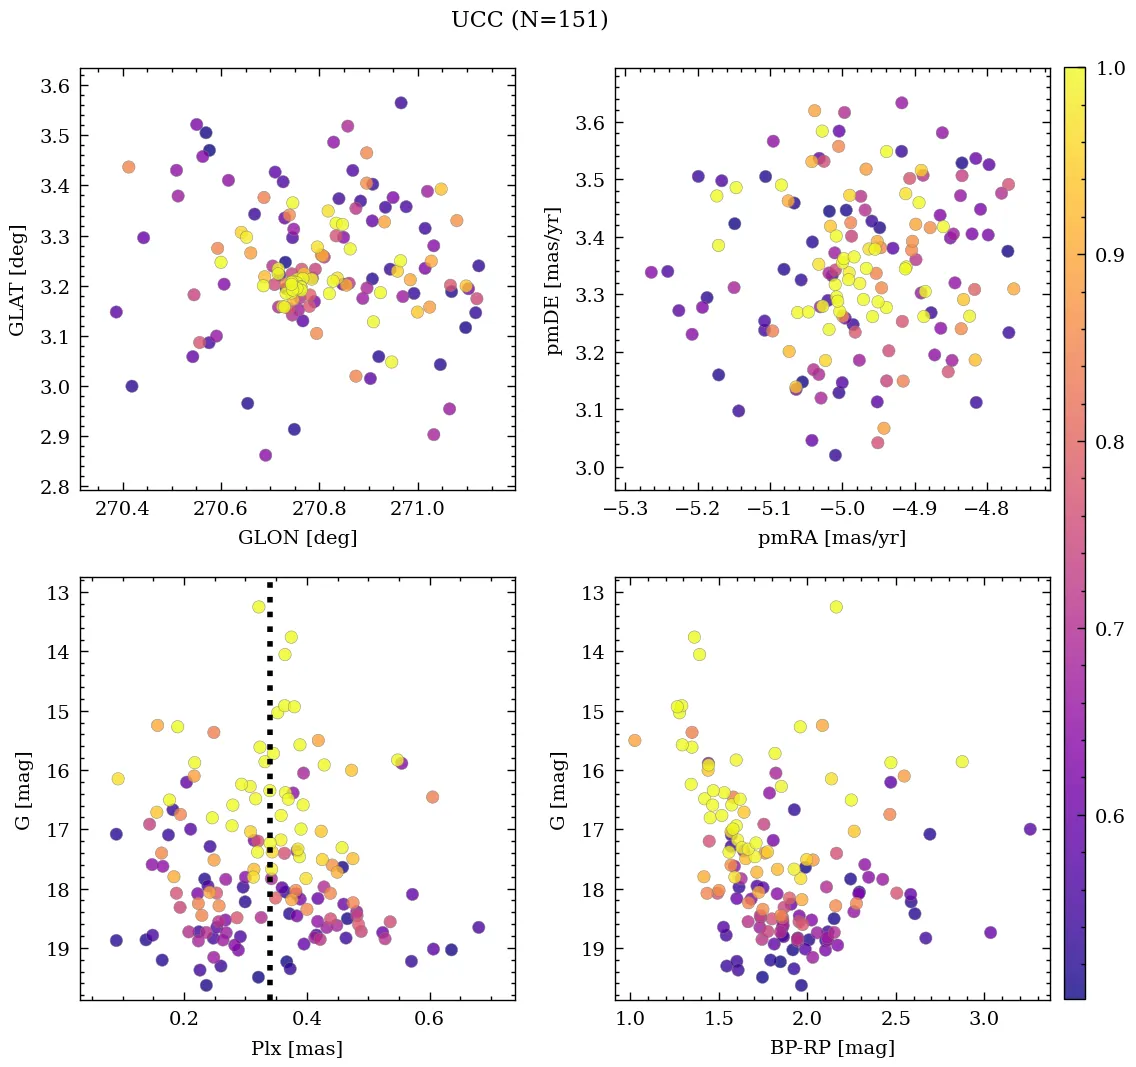 UCC (N=151)
3.6
3.5
3.4
3.3
3.2
3.1
3.0
2.9
2.8
GLAT [deg]
270.4 270.6 270.8 271.0
GLON [deg]
3.6
3.5
3.4
3.3
3.2
3.1
3.0
pmDE [mas/yr]
−5.3 −5.2 −5.1 −5.0 −4.9 −4.8
pmRA [mas/yr]
13
14
15
16
17
18
19
G [mag]
0.2 0.4 0.6
Plx [mas]
13
14
15
16
17
18
19
G [mag]
1.0 1.5 2.0 2.5 3.0
BP-RP [mag]
1.0
0.9
0.8
0.7
0.6